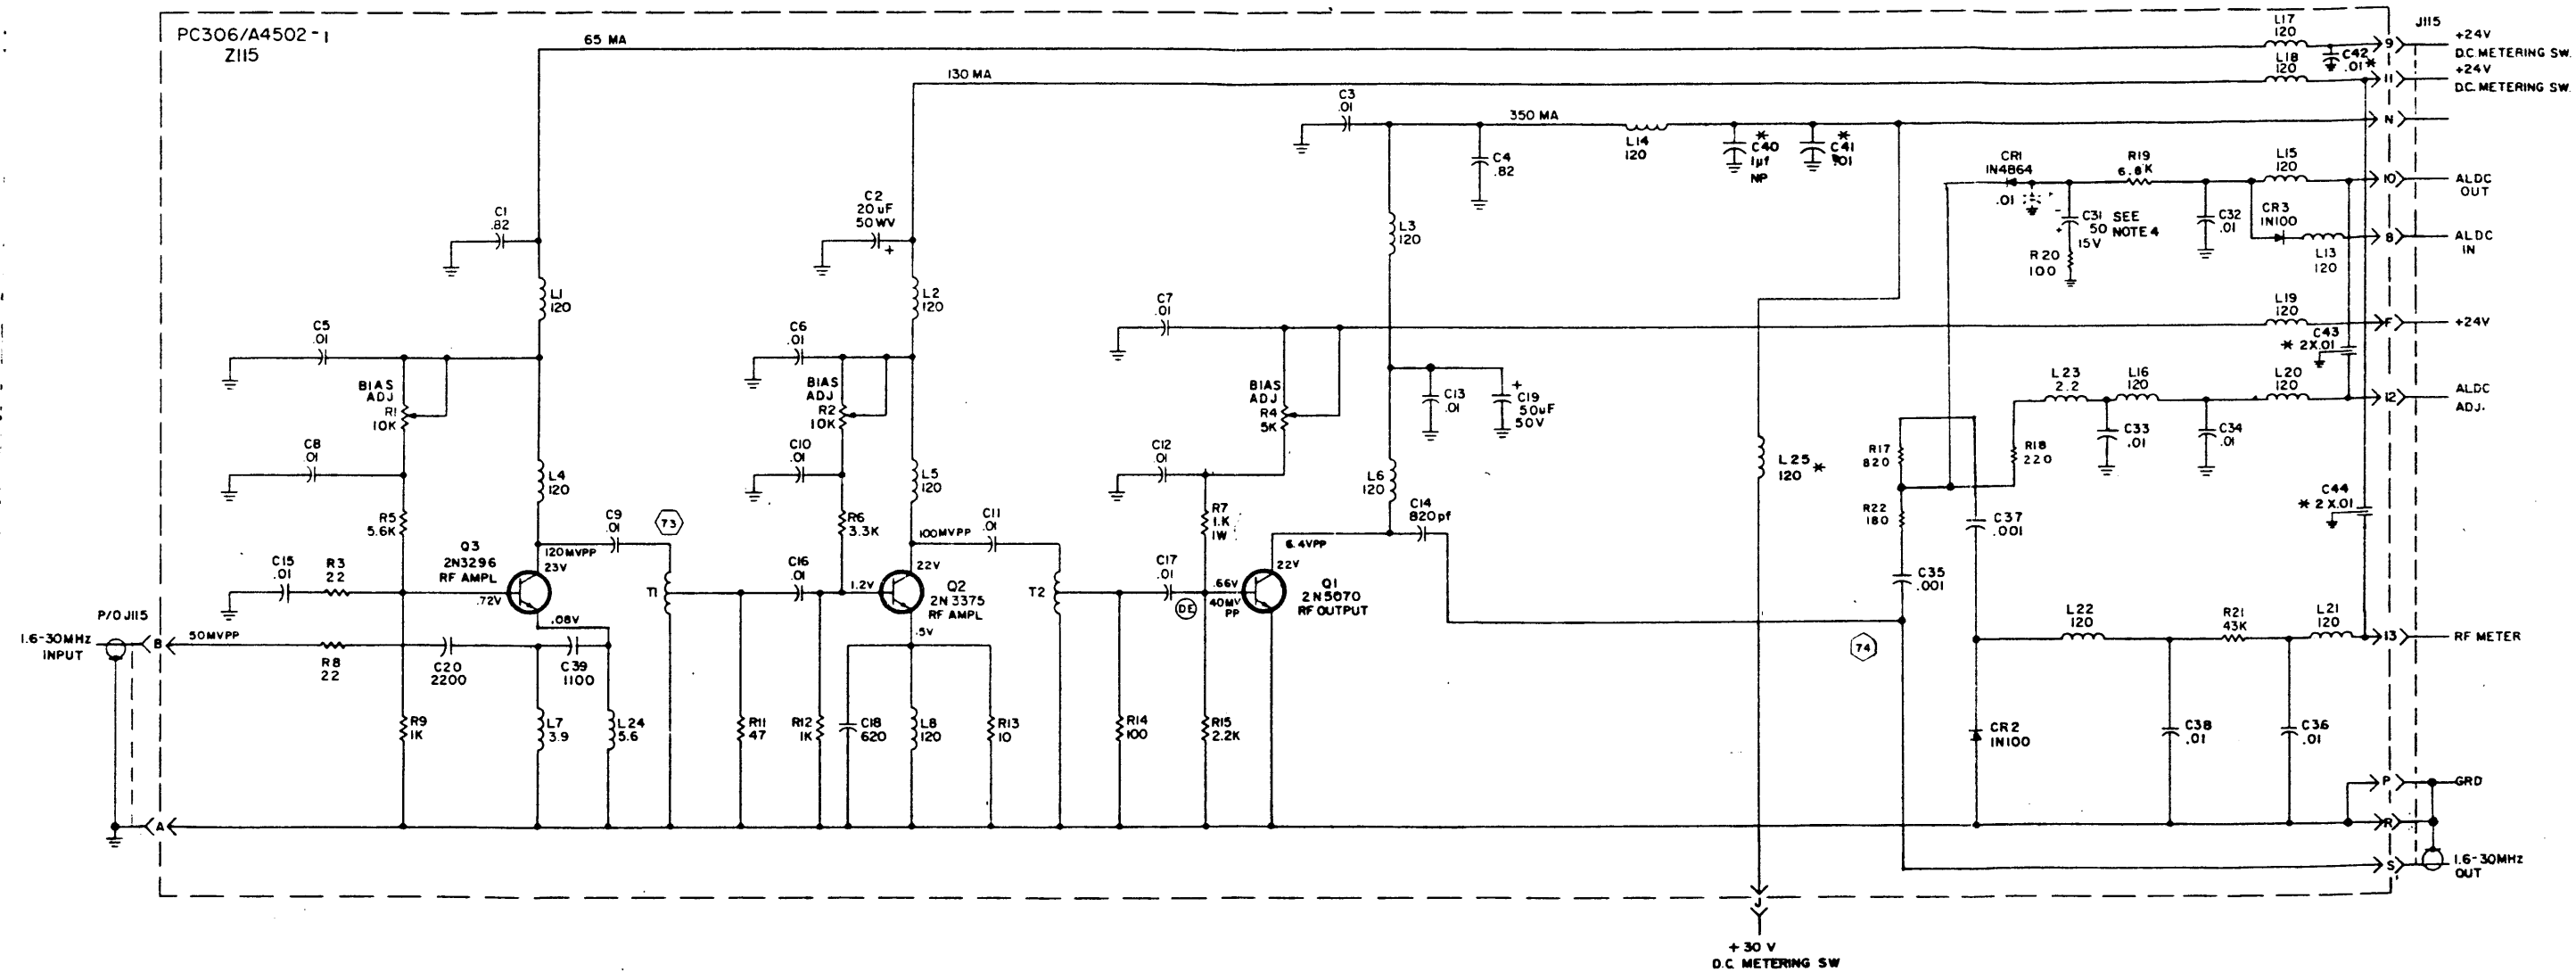 PC306/A4502-1
Z115
65 MA
L17
120
J115
9
+24V
D.C. METERING SW.
C42
.01*
L18
120
130 MA
11
+24V
D.C. METERING SW.
C3
.01
350 MA
N
L14
120
*
C40
1µf
NP
*
C41
.01
C4
.82
CR1
IN4864
R19
6.8K
L15
120
10
ALDC
OUT
.01
C31
50
15V
SEE
NOTE 4
C32
.01
CR3
IN100
8
ALDC
IN
L13
120
R20
100
C1
.82
C2
20uF
50WV
+
L3
120
L1
120
L2
120
C5
.01
C6
.01
C7
.01
L19
120
F
+24V
C43
* 2X.01
BIAS
ADJ
R1
10K
BIAS
ADJ
R2
10K
BIAS
ADJ
R4
5K
C13
.01
+
C19
50uF
50V
L23
2.2
L16
120
L20
120
12
ALDC
ADJ.
C33
.01
C34
.01
C8
.01
C10
.01
C12
.01
L4
120
L5
120
L6
120
L25*
120
R17
820
R18
220
R5
5.6K
C9
.01
73
R6
3.3K
C11
.01
R7
1.K
1W
C14
820pf
R22
180
C37
.001
C44
* 2X.01
Q3
2N3296
RF AMPL
120MVPP
23V
100MVPP
22V
6.4VPP
22V
C15
.01
R3
22
.72V
T1
C16
.01
1.2V
Q2
2N3375
RF AMPL
T2
C17
.01
DE
.66V
40MV
PP
Q1
2N5070
RF OUTPUT
C35
.001
P/O J115
1.6-30MHz
INPUT
B
50MVPP
R8
22
C20
2200
.08V
C39
1100
.5V
74
L22
120
R21
43K
L21
120
13
RF METER
R9
1K
L7
3.9
L24
5.6
R11
47
R12
1K
C18
620
L8
120
R13
10
R14
100
R15
2.2K
CR2
IN100
C38
.01
C36
.01
P
GRD
A
R
S
1.6-30MHz
OUT
J
+30 V
D.C. METERING SW